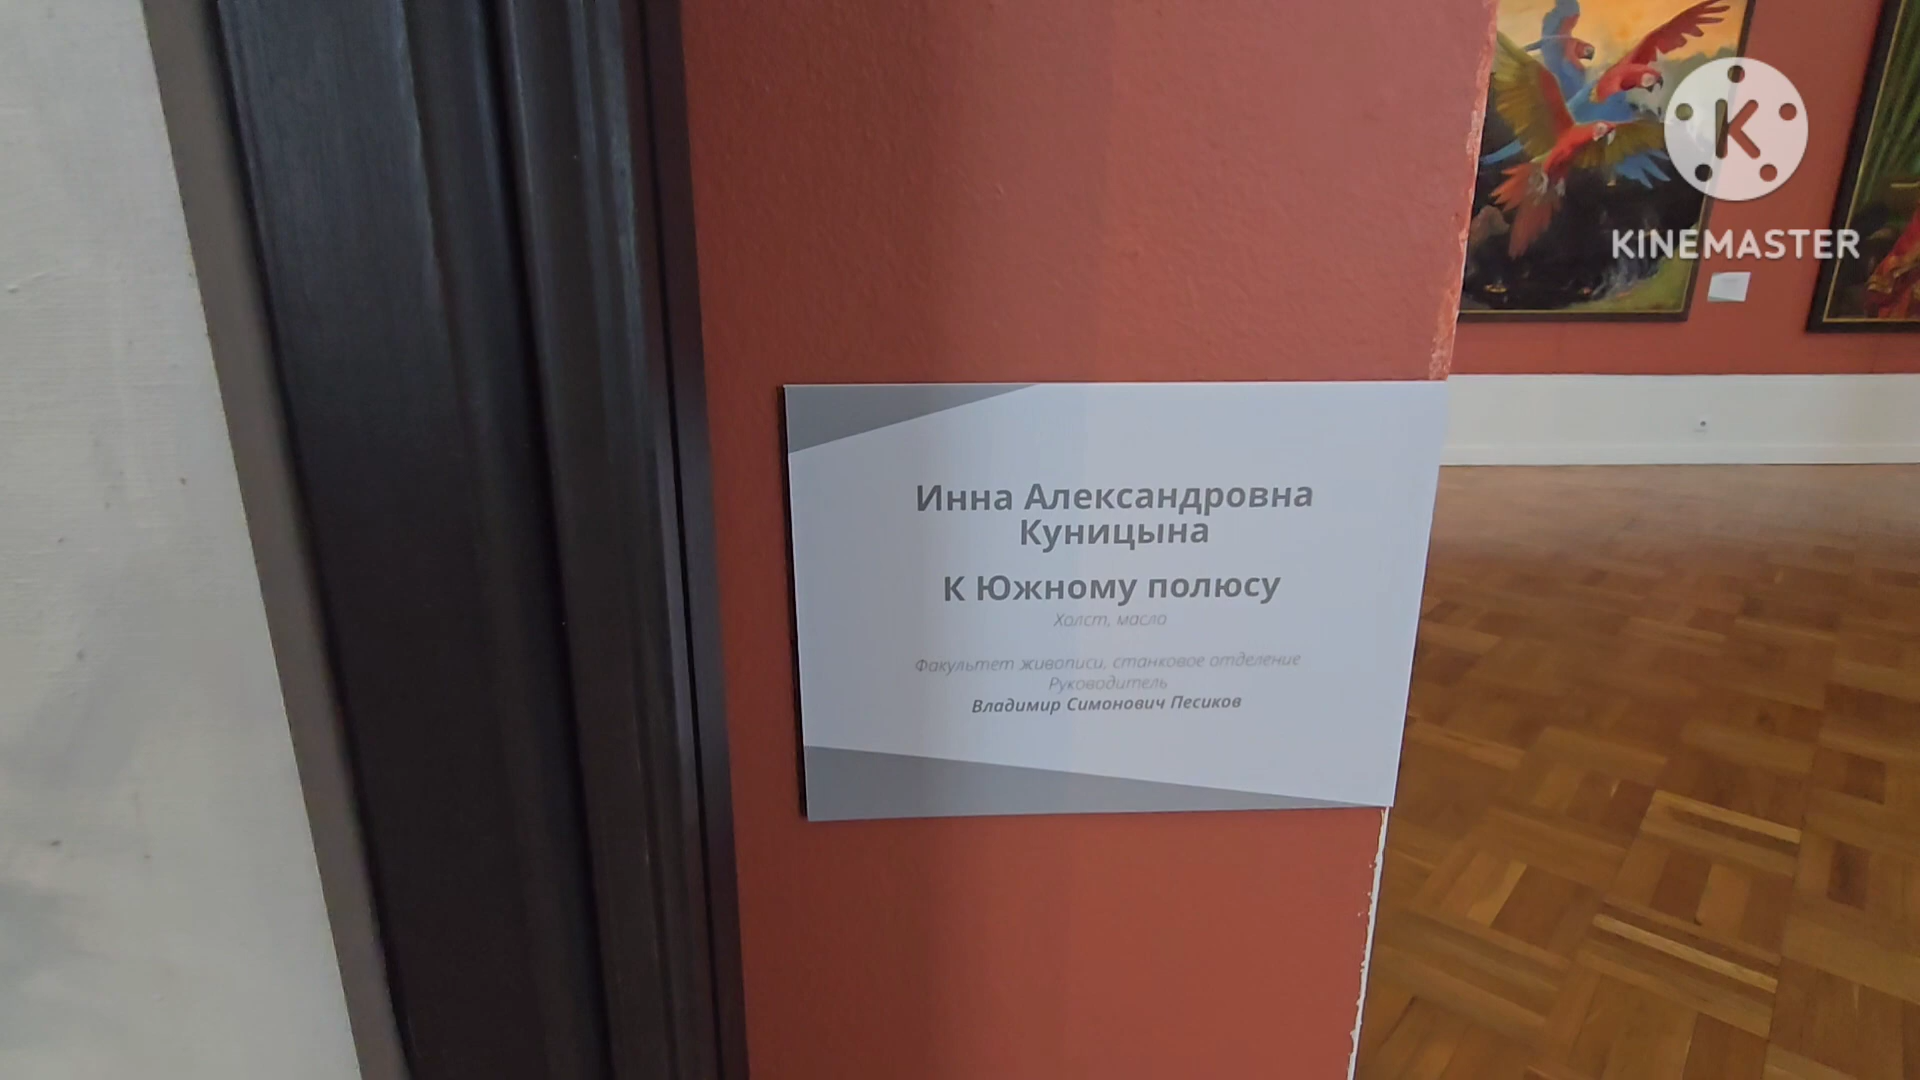 K
KINEMASTER
Инна Александровна
Куницына
К Южному полюсу
Холст, масло
Факультет живописи, станковое отделение
Руководитель
Владимир Симонович Песиков